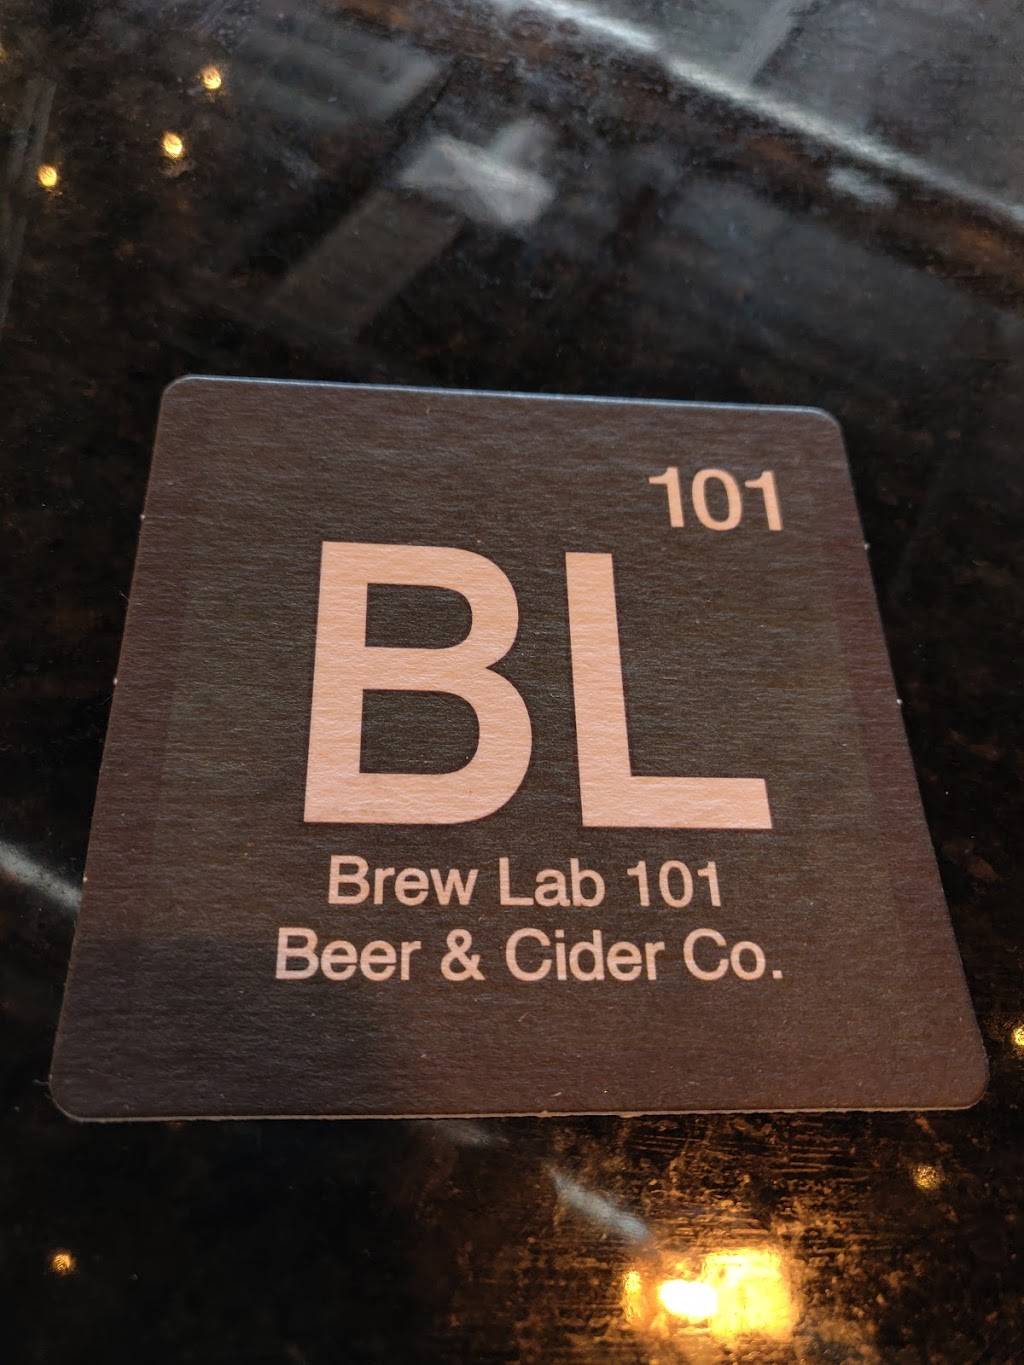 101
BL
Brew Lab 101
Beer & Cider Co.